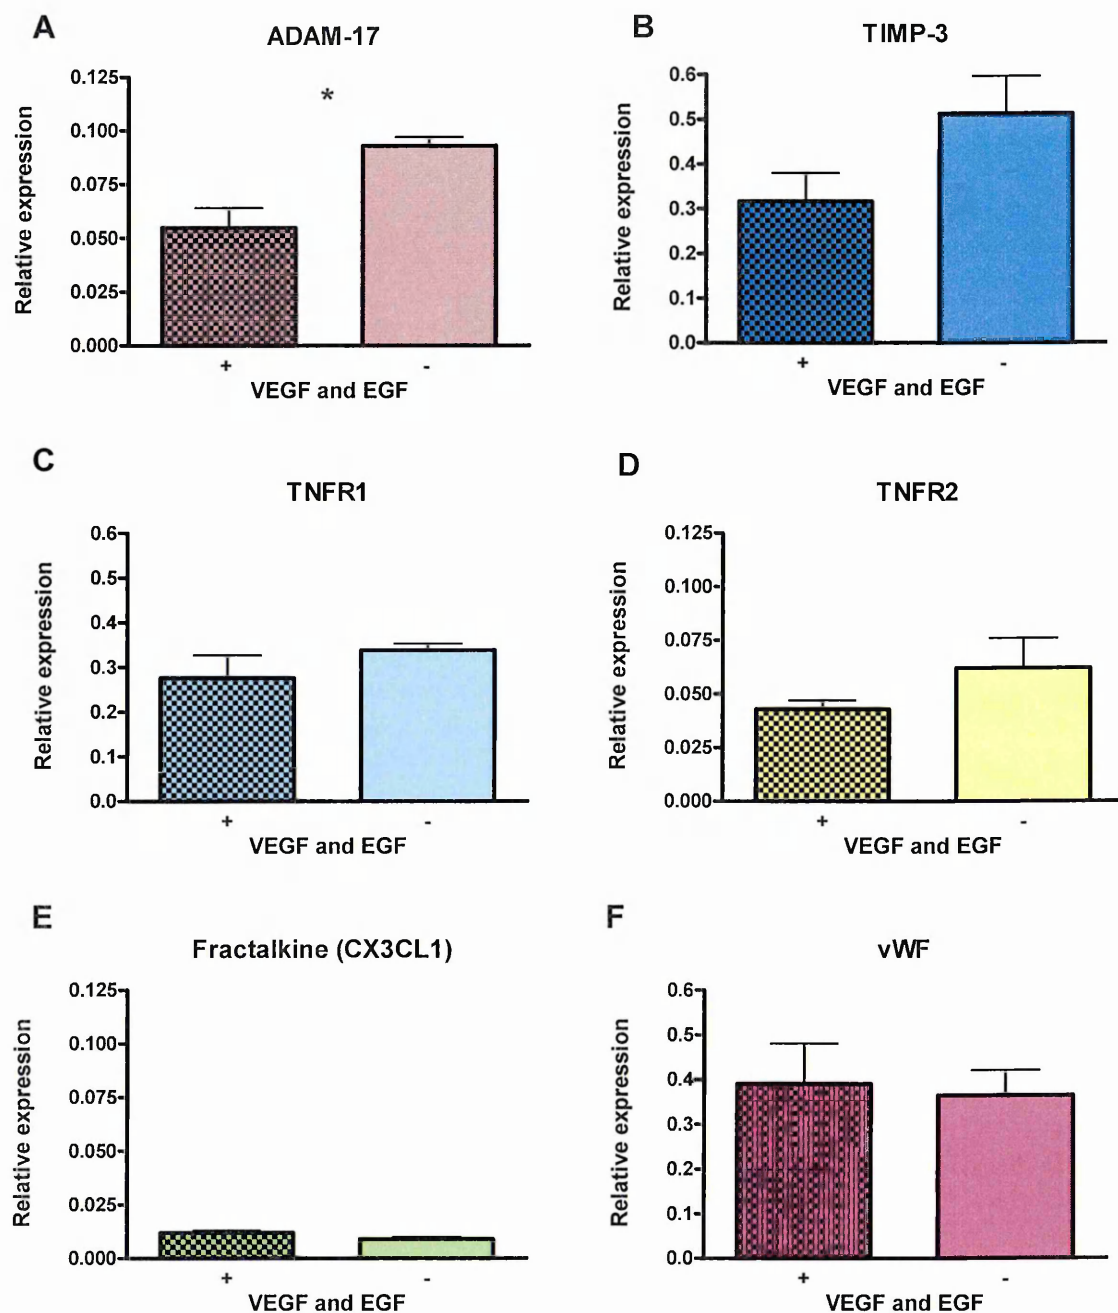 A
ADAM-17
Relative expression
0.125
0.100
0.075
0.050
0.025
0.000
*
+
-
VEGF and EGF
B
TIMP-3
Relative expression
0.6
0.5
0.4
0.3
0.2
0.1
0.0
+
-
VEGF and EGF
C
TNFR1
Relative expression
0.6
0.5
0.4
0.3
0.2
0.1
0.0
+
-
VEGF and EGF
D
TNFR2
Relative expression
0.125
0.100
0.075
0.050
0.025
0.000
+
-
VEGF and EGF
E
Fractalkine (CX3CL1)
Relative expression
0.125
0.100
0.075
0.050
0.025
0.000
+
-
VEGF and EGF
F
vWF
Relative expression
0.6
0.5
0.4
0.3
0.2
0.1
0.0
+
-
VEGF and EGF